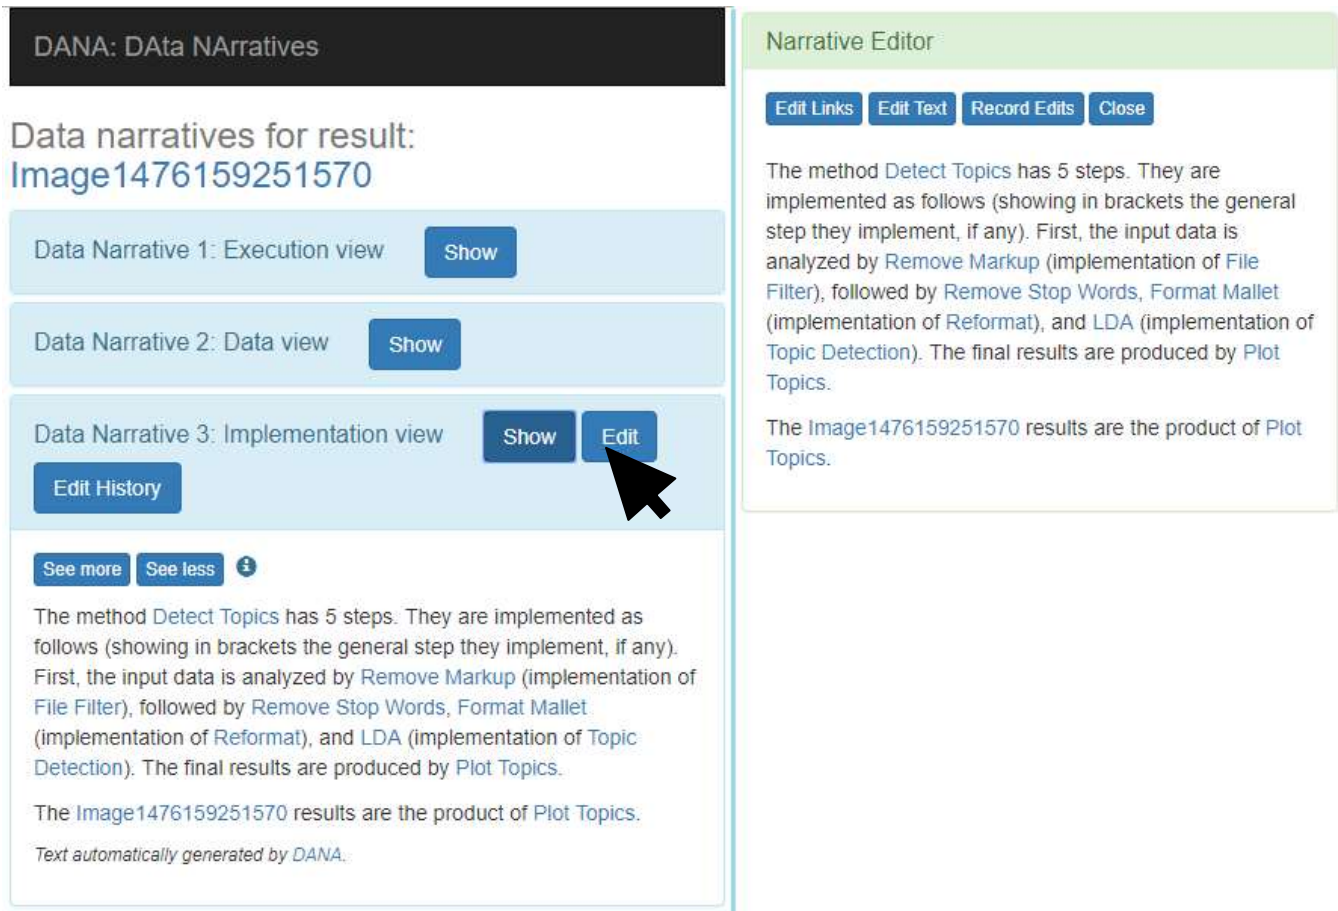 DANA: DAta NArratives
Data narratives for result:
Image1476159251570
Data Narrative 1: Execution view
Show
Data Narrative 2: Data view
Show
Data Narrative 3: Implementation view
Show
Edit
Edit History
See more
See less
The method Detect Topics has 5 steps. They are implemented as
follows (showing in brackets the general step they implement, if any).
First, the input data is analyzed by Remove Markup (implementation of
File Filter), followed by Remove Stop Words, Format Mallet
(implementation of Reformat), and LDA (implementation of Topic
Detection). The final results are produced by Plot Topics.
The Image1476159251570 results are the product of Plot Topics.
Text automatically generated by DANA.
Narrative Editor
Edit Links
Edit Text
Record Edits
Close
The method Detect Topics has 5 steps. They are
implemented as follows (showing in brackets the general
step they implement, if any). First, the input data is
analyzed by Remove Markup (implementation of File
Filter), followed by Remove Stop Words, Format Mallet
(implementation of Reformat), and LDA (implementation of
Topic Detection). The final results are produced by Plot
Topics.
The Image1476159251570 results are the product of Plot
Topics.